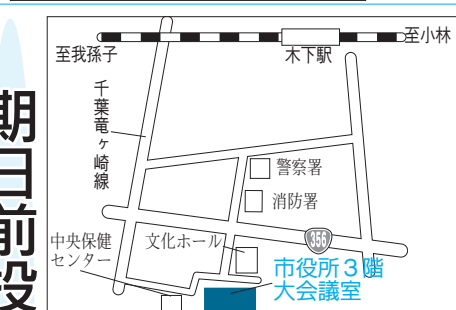 期日前投
至我孫子
木下駅
至小林
千葉竜ヶ崎線
警察署
消防署
356
中央保健
センター
文化ホール
市役所3階
大会議室